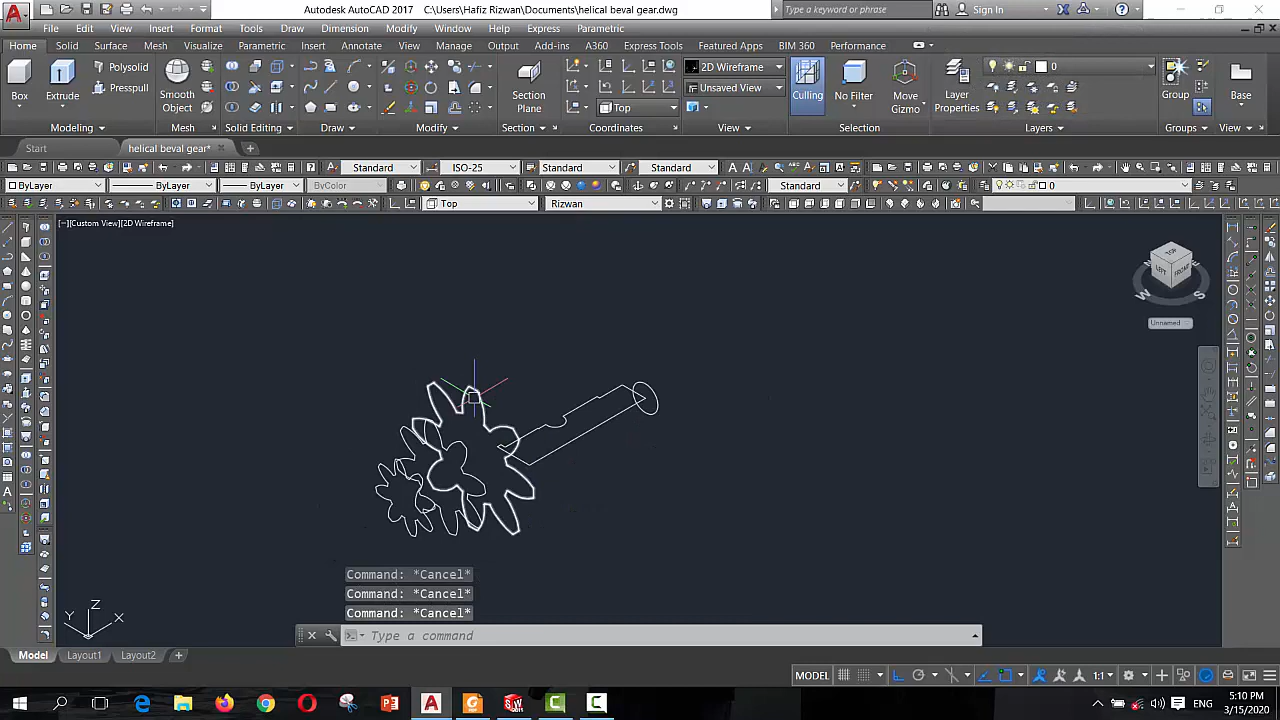 Autodesk AutoCAD 2017 C:\Users\Hafiz Rizwan\Documents\helical beval gear.dwg
Type a keyword or phrase
Sign In
File Edit View Insert Format Tools Draw Dimension Modify Window Help Express Parametric
Home Solid Surface Mesh Visualize Parametric Insert Annotate View Manage Output Add-ins A360 Express Tools Featured Apps BIM 360 Performance
Polysolid
2D Wireframe
0
Presspull
Unsaved View
Box Extrude Smooth Object Section Plane Top Culling No Filter Move Gizmo Layer Properties Group Base
Modeling Mesh Solid Editing Draw Modify Section Coordinates View Selection Layers Groups View
Start helical beval gear*
Standard ISO-25 Standard Standard
ByLayer ByLayer ByLayer ByColor Standard 0
Top Rizwan
[−][Custom View][2D Wireframe]
TOP
LEFT FRONT
W S
Unnamed
Command: *Cancel*
Command: *Cancel*
Command: *Cancel*
Type a command
Z
Y X
Model Layout1 Layout2
MODEL 1:1
5:10 PM
ENG
3/15/2020